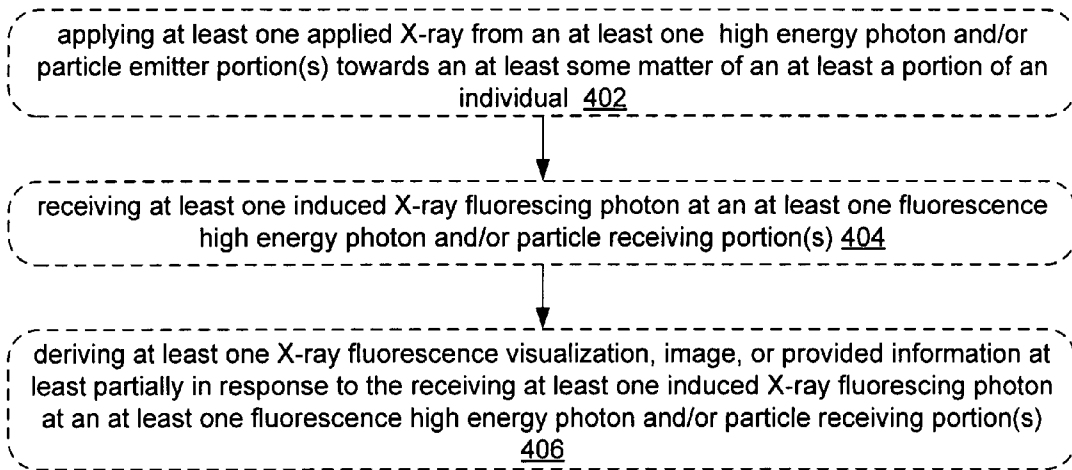 applying at least one applied X-ray from an at least one high energy photon and/or
particle emitter portion(s) towards an at least some matter of an at least a portion of an
individual 402
receiving at least one induced X-ray fluorescing photon at an at least one fluorescence
high energy photon and/or particle receiving portion(s) 404
deriving at least one X-ray fluorescence visualization, image, or provided information at
least partially in response to the receiving at least one induced X-ray fluorescing photon
at an at least one fluorescence high energy photon and/or particle receiving portion(s)
406